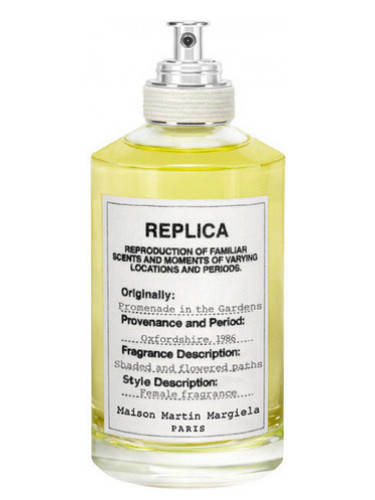 REPLICA
REPRODUCTION OF FAMILIAR
SCENTS AND MOMENTS OF VARYING
LOCATIONS AND PERIODS.
Originally:
Promenade in the Gardens
Provenance and Period:
Oxfordshire, 1986
Fragrance Description:
Shaded and flowered paths
Style Description:
Female fragrance
Maison Martin Margiela
PARIS